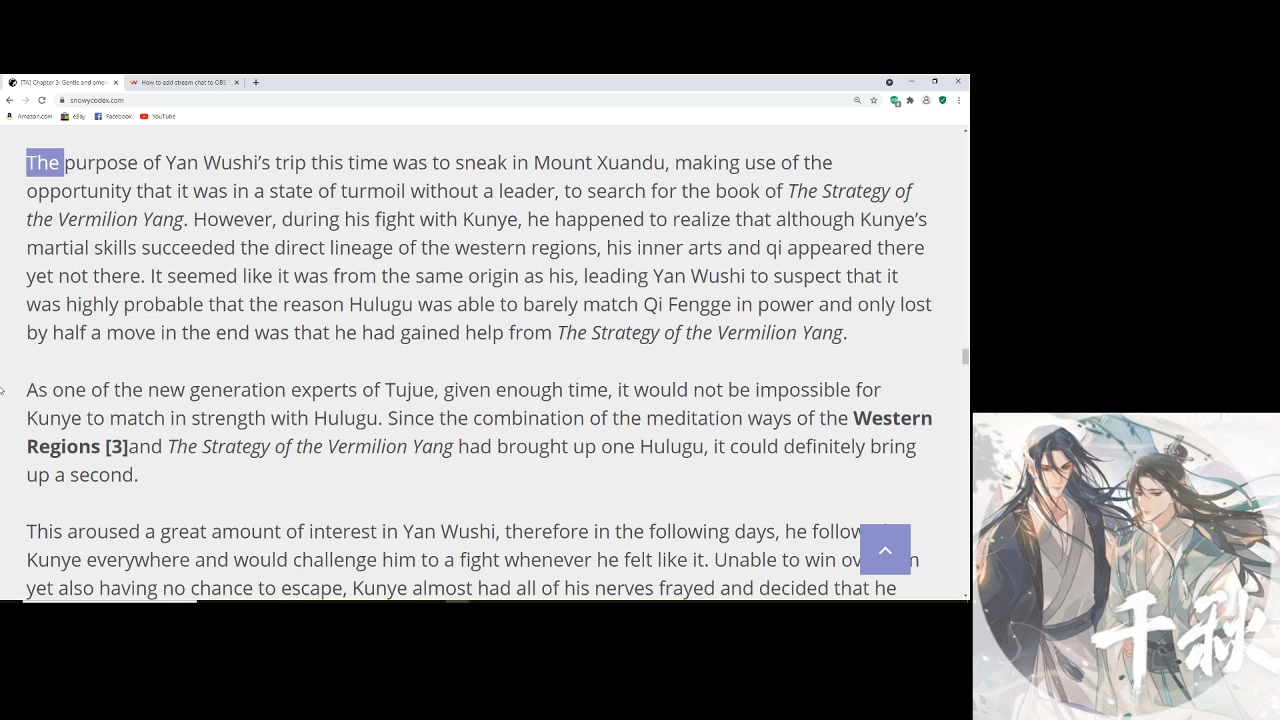 [TA] Chapter 3: Gentle and amen
How to add stream chat to OBS
snowycodex.com
Amazon.com eBay Facebook YouTube
The purpose of Yan Wushi’s trip this time was to sneak in Mount Xuandu, making use of the
opportunity that it was in a state of turmoil without a leader, to search for the book of The Strategy of
the Vermilion Yang. However, during his fight with Kunye, he happened to realize that although Kunye’s
martial skills succeeded the direct lineage of the western regions, his inner arts and qi appeared there
yet not there. It seemed like it was from the same origin as his, leading Yan Wushi to suspect that it
was highly probable that the reason Hulugu was able to barely match Qi Fengge in power and only lost
by half a move in the end was that he had gained help from The Strategy of the Vermilion Yang.
As one of the new generation experts of Tujue, given enough time, it would not be impossible for
Kunye to match in strength with Hulugu. Since the combination of the meditation ways of the Western
Regions [3]and The Strategy of the Vermilion Yang had brought up one Hulugu, it could definitely bring
up a second.
This aroused a great amount of interest in Yan Wushi, therefore in the following days, he follow
Kunye everywhere and would challenge him to a fight whenever he felt like it. Unable to win ov m
yet also having no chance to escape, Kunye almost had all of his nerves frayed and decided that he
千秋